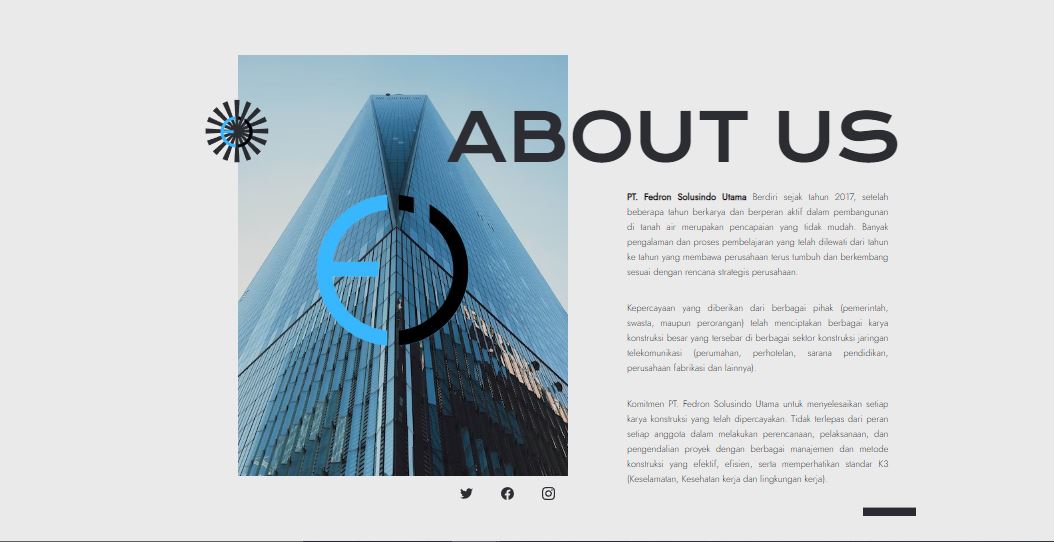 ABOUT US
PT. Fedron Solusindo Utama Berdiri sejak tahun 2017, setelah
beberapa tahun berkarya dan berperan aktif dalam pembangunan
di tanah air merupakan pencapaian yang tidak mudah. Banyak
pengalaman dan proses pembelajaran yang telah dilewati dari tahun
ke tahun yang membawa perusahaan terus tumbuh dan berkembang
sesuai dengan rencana strategis perusahaan.
Kepercayaan yang diberikan dari berbagai pihak (pemerintah,
swasta, maupun perorangan) telah menciptakan berbagai karya
konstruksi besar yang tersebar di berbagai sektor konstruksi jaringan
telekomunikasi (perumahan, perhotelan, sarana pendidikan,
perusahaan fabrikasi dan lainnya).
Komitmen PT. Fedron Solusindo Utama untuk menyelesaikan setiap
karya konstruksi yang telah dipercayakan. Tidak terlepas dari peran
setiap anggota dalam melakukan perencanaan, pelaksanaan, dan
pengendalian proyek dengan berbagai manajemen dan metode
konstruksi yang efektif, efisien, serta memperhatikan standar K3
(Keselamatan, Kesehatan kerja dan lingkungan kerja).